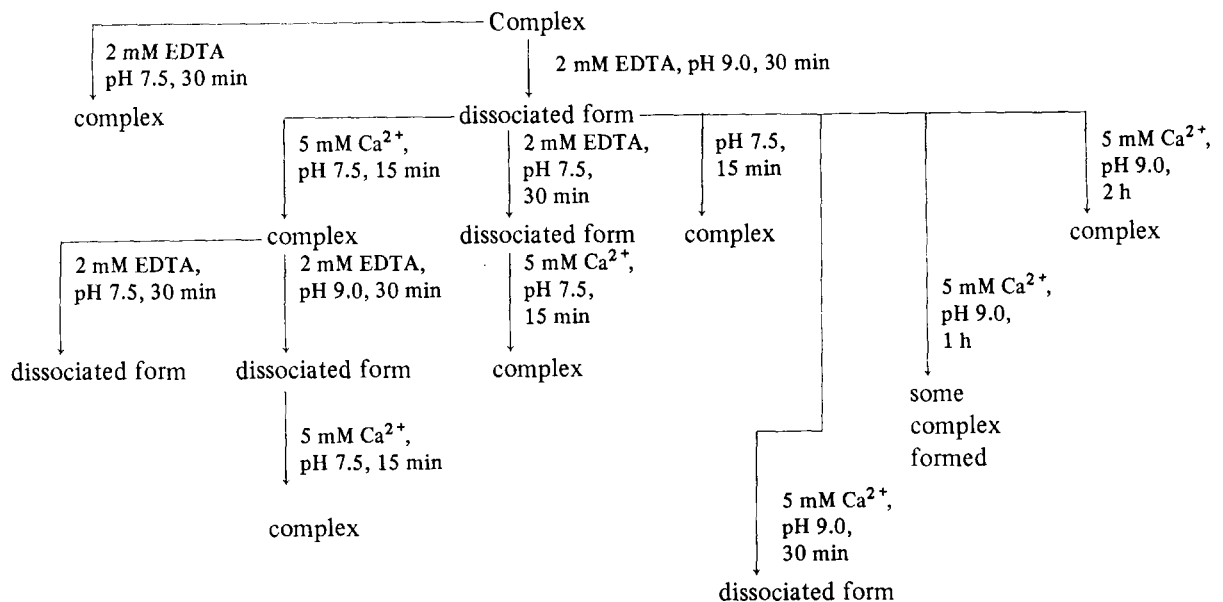 Complex
2 mM EDTA
pH 7.5, 30 min
2 mM EDTA, pH 9.0, 30 min
complex
dissociated form
5 mM Ca²⁺,
pH 7.5, 15 min
2 mM EDTA,
pH 7.5,
30 min
pH 7.5,
15 min
5 mM Ca²⁺,
pH 9.0,
2 h
complex
dissociated form
complex
complex
2 mM EDTA,
pH 7.5, 30 min
2 mM EDTA,
pH 9.0, 30 min
5 mM Ca²⁺,
pH 7.5,
15 min
5 mM Ca²⁺,
pH 9.0,
1 h
dissociated form
dissociated form
complex
some
complex
formed
5 mM Ca²⁺,
pH 7.5, 15 min
complex
5 mM Ca²⁺,
pH 9.0,
30 min
dissociated form